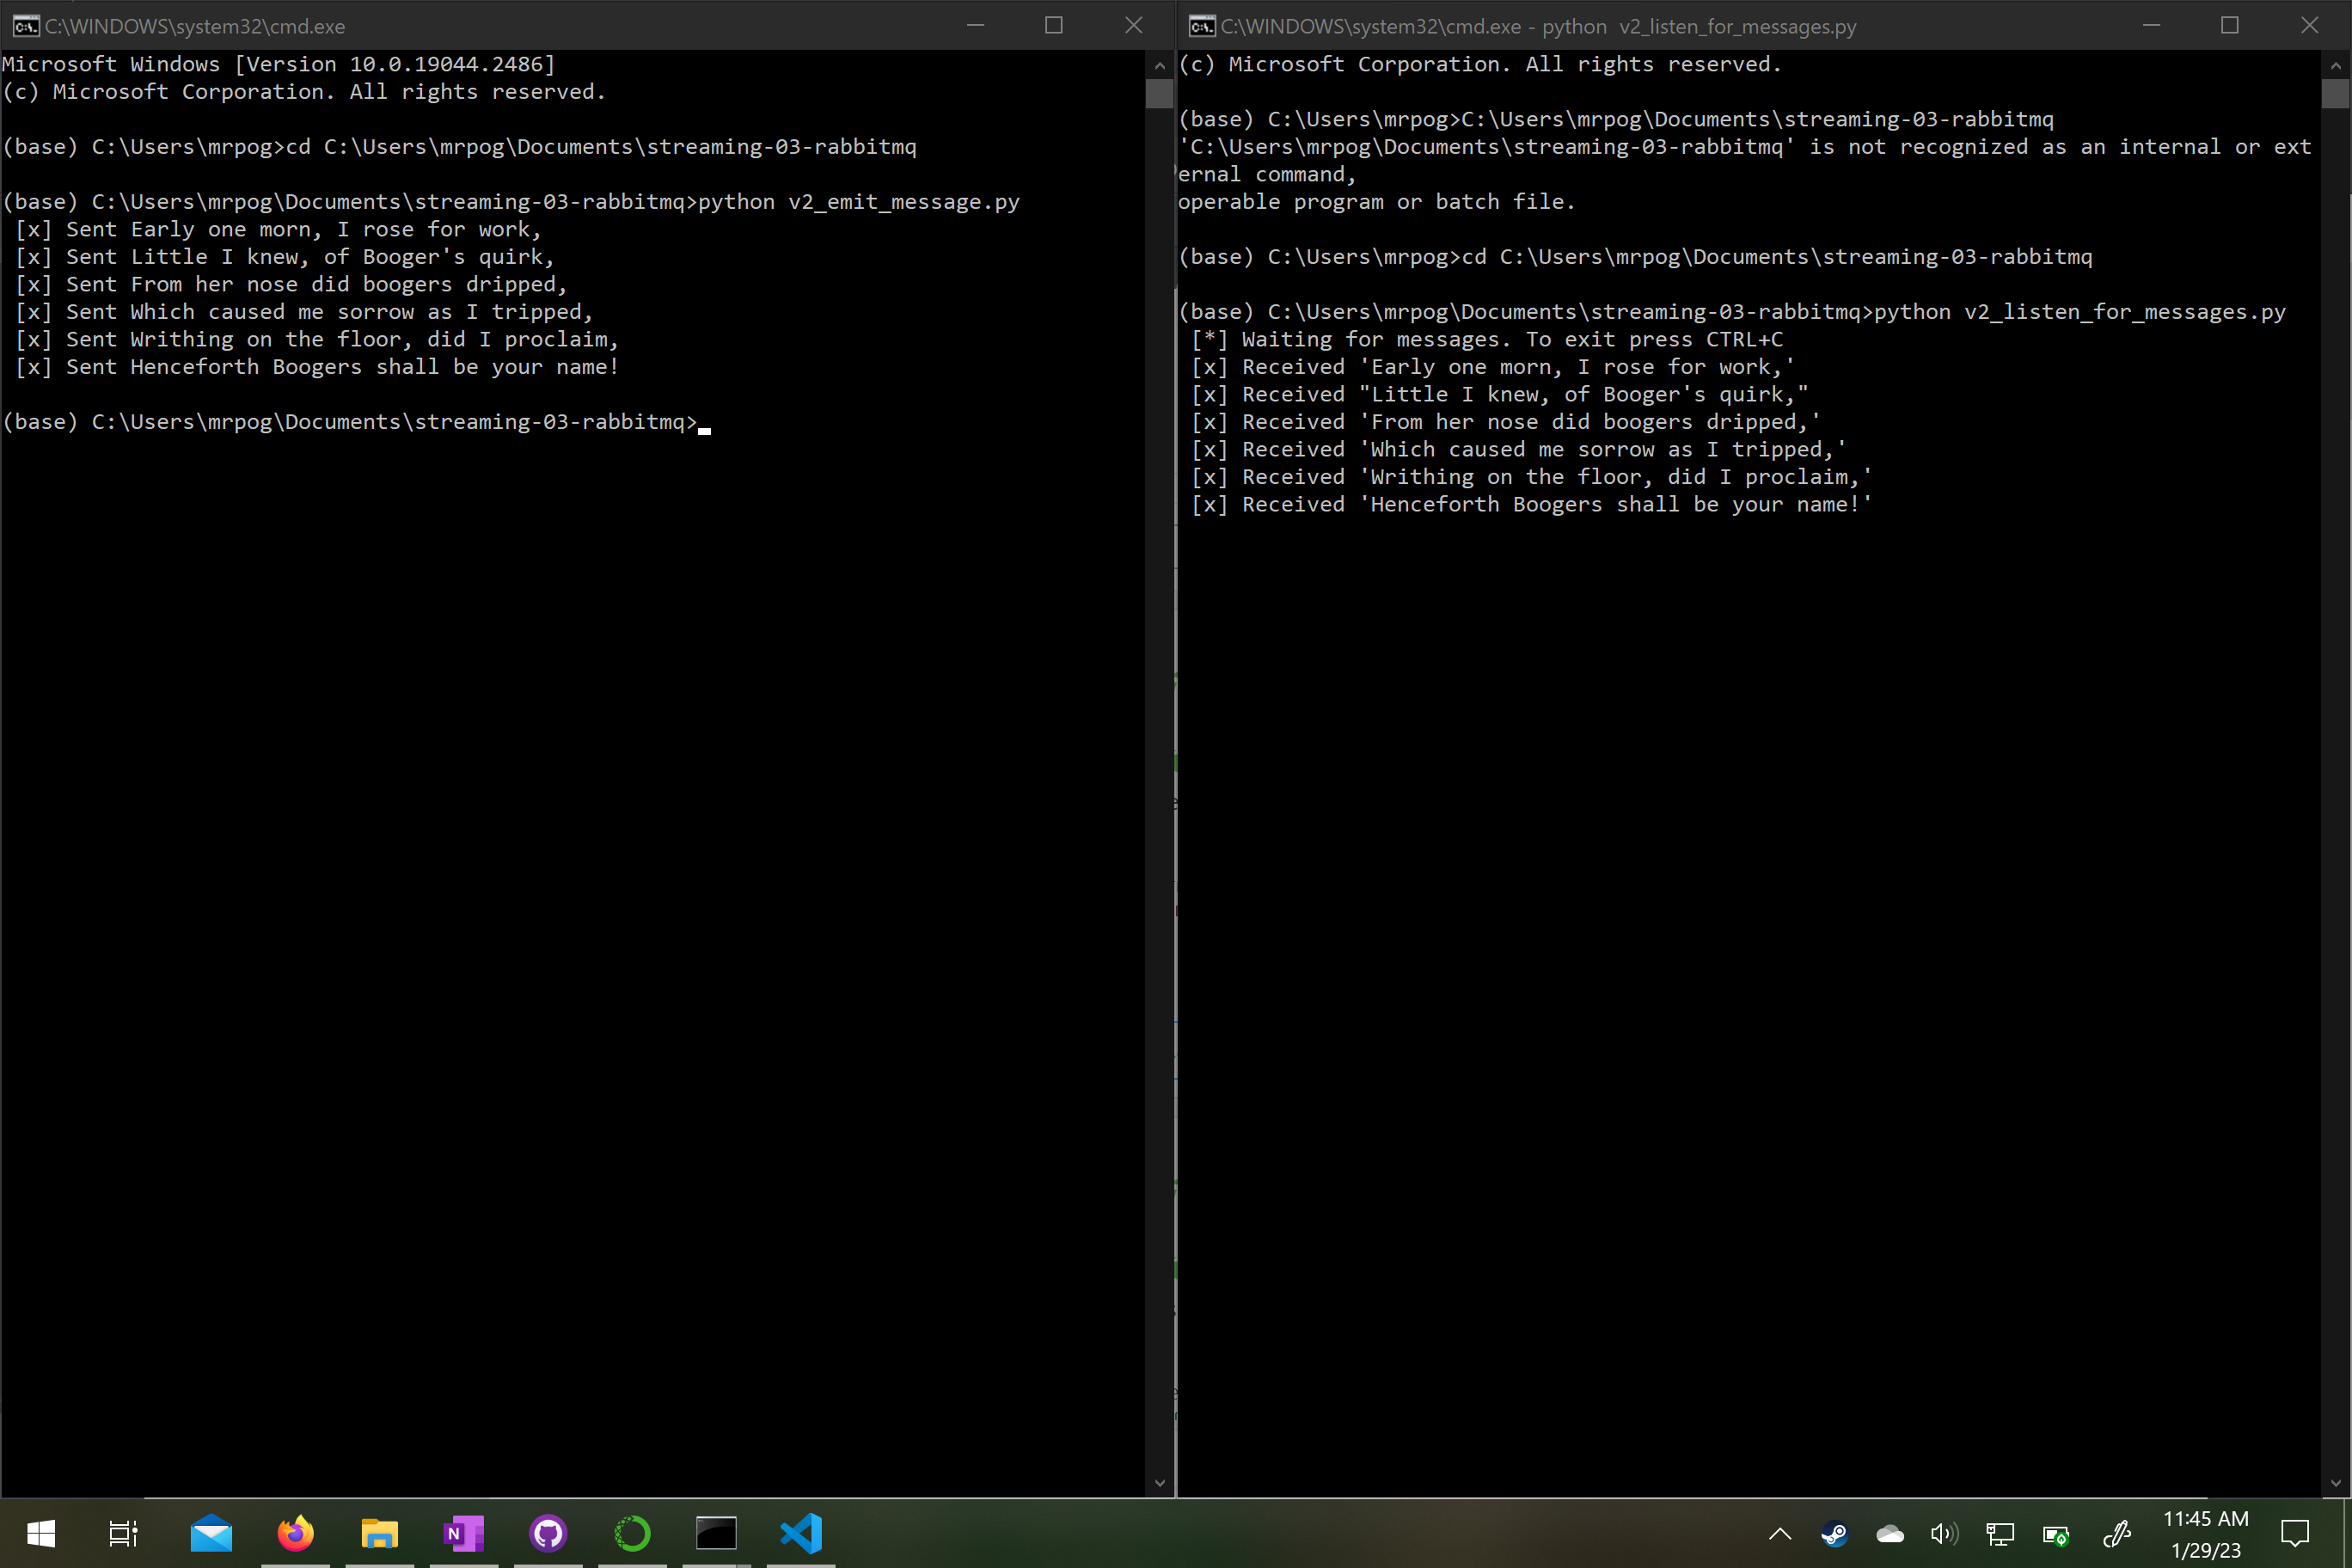 C:\WINDOWS\system32\cmd.exe
Microsoft Windows [Version 10.0.19044.2486]
(c) Microsoft Corporation. All rights reserved.
(base) C:\Users\mrpog>cd C:\Users\mrpog\Documents\streaming-03-rabbitmq
(base) C:\Users\mrpog\Documents\streaming-03-rabbitmq>python v2_emit_message.py
[x] Sent Early one morn, I rose for work,
[x] Sent Little I knew, of Booger's quirk,
[x] Sent From her nose did boogers dripped,
[x] Sent Which caused me sorrow as I tripped,
[x] Sent Writhing on the floor, did I proclaim,
[x] Sent Henceforth Boogers shall be your name!
(base) C:\Users\mrpog\Documents\streaming-03-rabbitmq>
C:\WINDOWS\system32\cmd.exe - python  v2_listen_for_messages.py
(c) Microsoft Corporation. All rights reserved.
(base) C:\Users\mrpog>C:\Users\mrpog\Documents\streaming-03-rabbitmq
'C:\Users\mrpog\Documents\streaming-03-rabbitmq' is not recognized as an internal or ext
ernal command,
operable program or batch file.
(base) C:\Users\mrpog>cd C:\Users\mrpog\Documents\streaming-03-rabbitmq
(base) C:\Users\mrpog\Documents\streaming-03-rabbitmq>python v2_listen_for_messages.py
[*] Waiting for messages. To exit press CTRL+C
[x] Received 'Early one morn, I rose for work,'
[x] Received "Little I knew, of Booger's quirk,"
[x] Received 'From her nose did boogers dripped,'
[x] Received 'Which caused me sorrow as I tripped,'
[x] Received 'Writhing on the floor, did I proclaim,'
[x] Received 'Henceforth Boogers shall be your name!'
11:45 AM
1/29/23